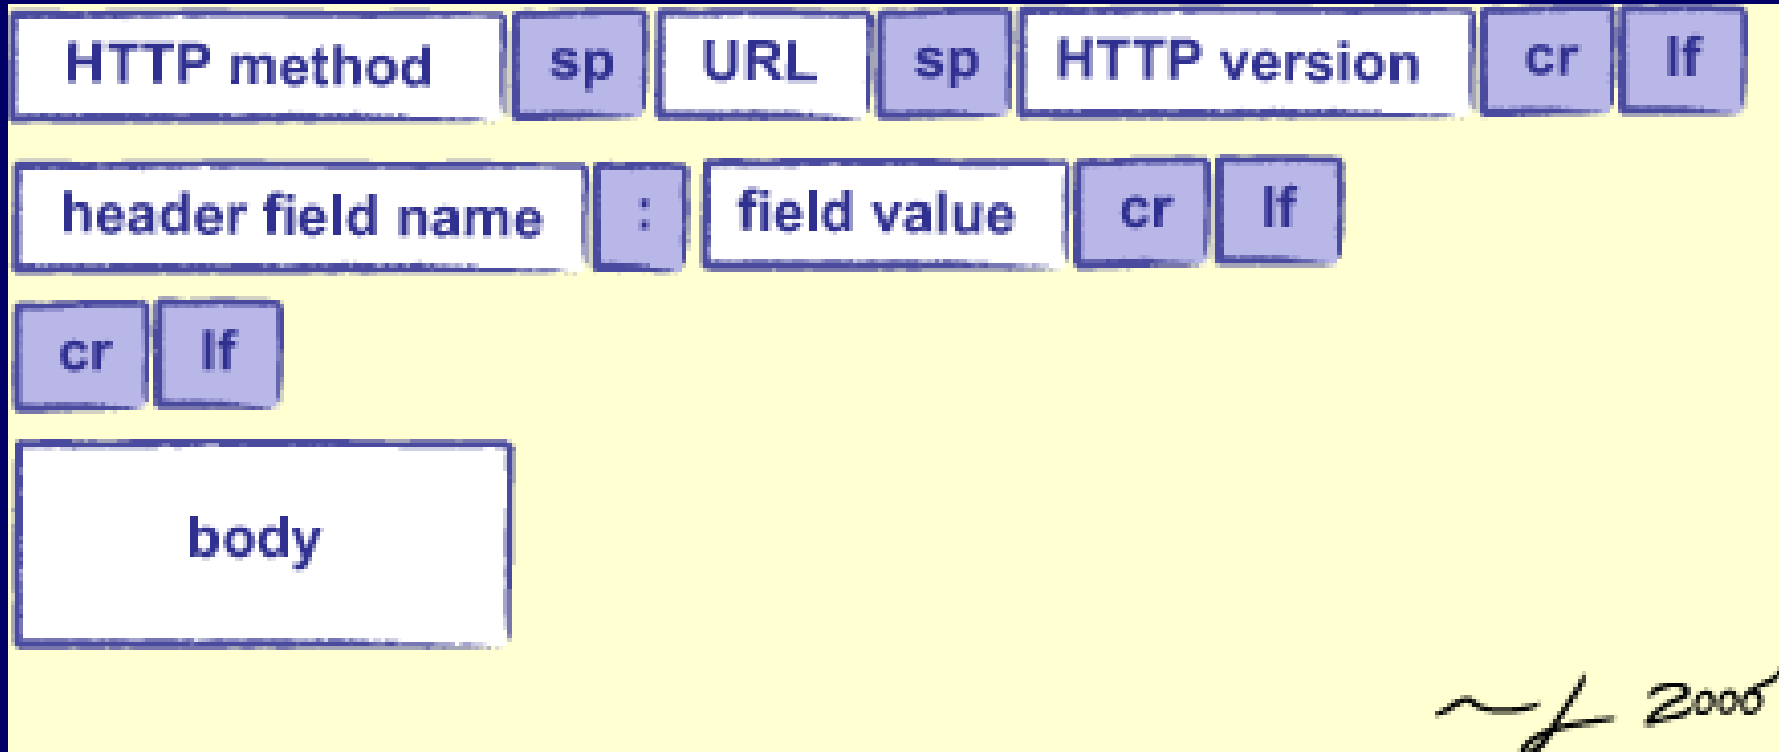 HTTP method sp URL sp HTTP version cr lf
header field name : field value cr lf
cr lf
body